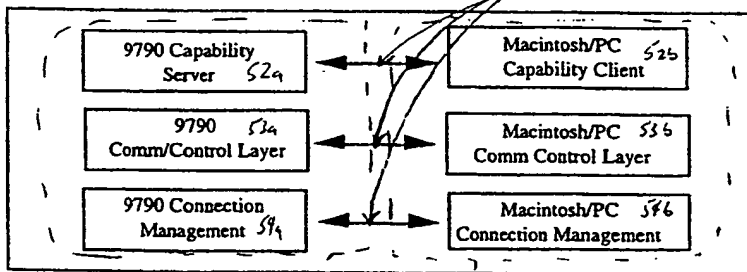 9790 Capability
Server 52a
Macintosh/PC 52b
Capability Client
9790 53a
Comm/Control Layer
Macintosh/PC 53b
Comm Control Layer
9790 Connection
Management 54a
Macintosh/PC 54b
Connection Management